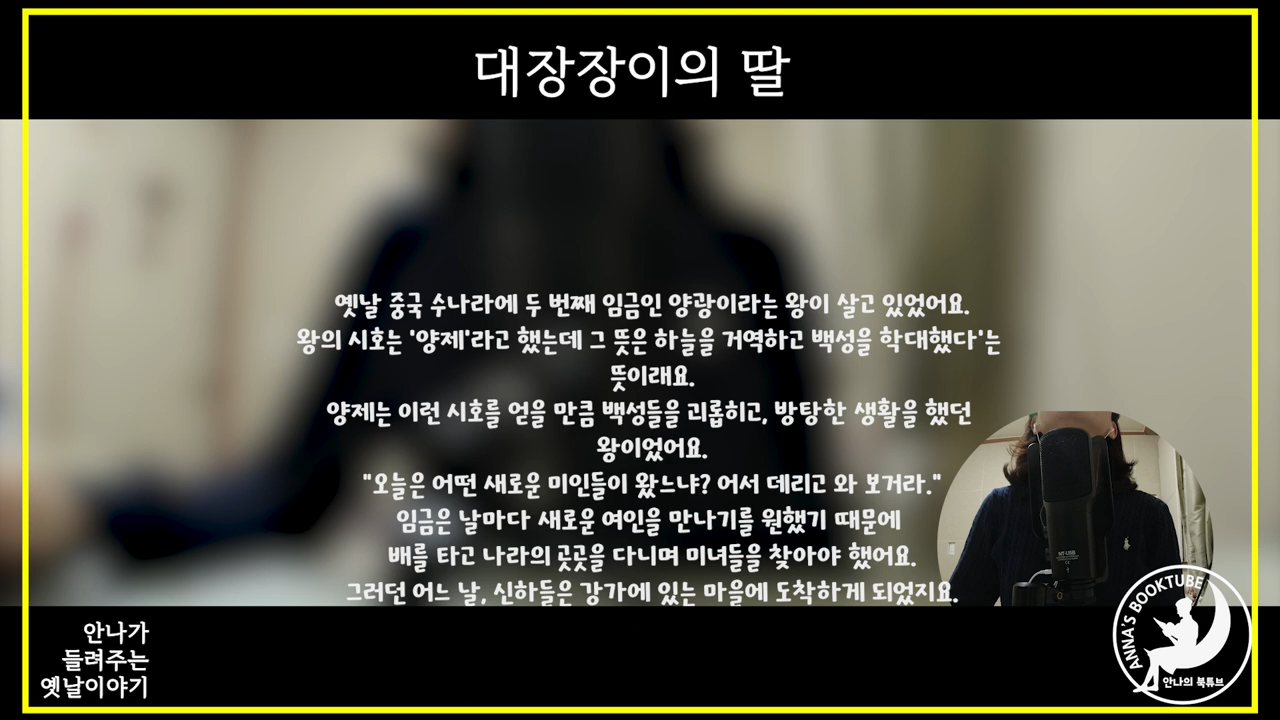 대장장이의 딸
옛날 중국 수나라에 두 번째 임금인 양광이라는 왕이 살고 있었어요.
왕의 시호는 '양제'라고 했는데 그 뜻은 하늘을 거역하고 백성을 학대했다'는
뜻이래요.
양제는 이런 시호를 얻을 만큼 백성들을 괴롭히고, 방탕한 생활을 했던
왕이었어요.
"오늘은 어떤 새로운 미인들이 왔느냐? 어서 데리고 와 보거라."
임금은 날마다 새로운 여인을 만나기를 원했기 때문에
배를 타고 나라의 곳곳을 다니며 미녀들을 찾아야 했어요.
그러던 어느 날, 신하들은 강가에 있는 마을에 도착하게 되었지요.
NT-USB
안나가
들려주는
옛날이야기
ANNA'S BOOKTUBE
안나의 북튜브